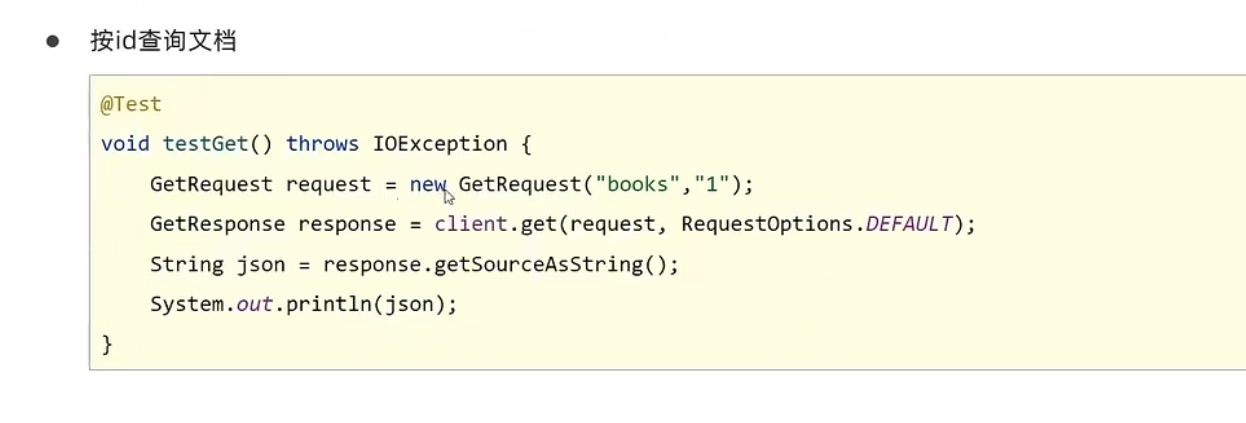 ● 按id查询文档
@Test
void testGet() throws IOException {
    GetRequest request = new GetRequest("books","1");
    GetResponse response = client.get(request, RequestOptions.DEFAULT);
    String json = response.getSourceAsString();
    System.out.println(json);
}